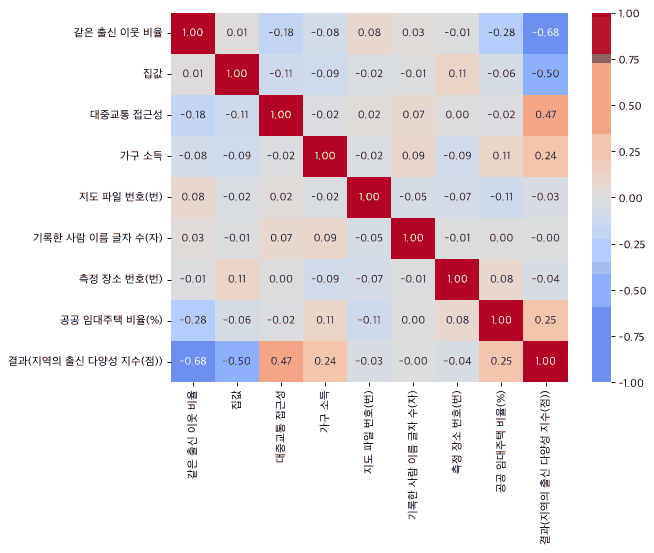 같은 출신 이웃 비율 1.00 0.01 -0.18 -0.08 0.08 0.03 -0.01 -0.28 -0.68
집값 0.01 1.00 -0.11 -0.09 -0.02 -0.01 0.11 -0.06 -0.50
대중교통 접근성 -0.18 -0.11 1.00 -0.02 0.02 0.07 0.00 -0.02 0.47
가구 소득 -0.08 -0.09 -0.02 1.00 -0.02 0.09 -0.09 0.11 0.24
지도 파일 번호(번) 0.08 -0.02 0.02 -0.02 1.00 -0.05 -0.07 -0.11 -0.03
기록한 사람 이름 글자 수(자) 0.03 -0.01 0.07 0.09 -0.05 1.00 -0.01 0.00 -0.00
측정 장소 번호(번) -0.01 0.11 0.00 -0.09 -0.07 -0.01 1.00 0.08 -0.04
공공 임대주택 비율(%) -0.28 -0.06 -0.02 0.11 -0.11 0.00 0.08 1.00 0.25
결과(지역의 출신 다양성 지수(점)) -0.68 -0.50 0.47 0.24 -0.03 -0.00 -0.04 0.25 1.00
같은 출신 이웃 비율
집값
대중교통 접근성
가구 소득
지도 파일 번호(번)
기록한 사람 이름 글자 수(자)
측정 장소 번호(번)
공공 임대주택 비율(%)
결과(지역의 출신 다양성 지수(점))
1.00
0.75
0.50
0.25
0.00
-0.25
-0.50
-0.75
-1.00